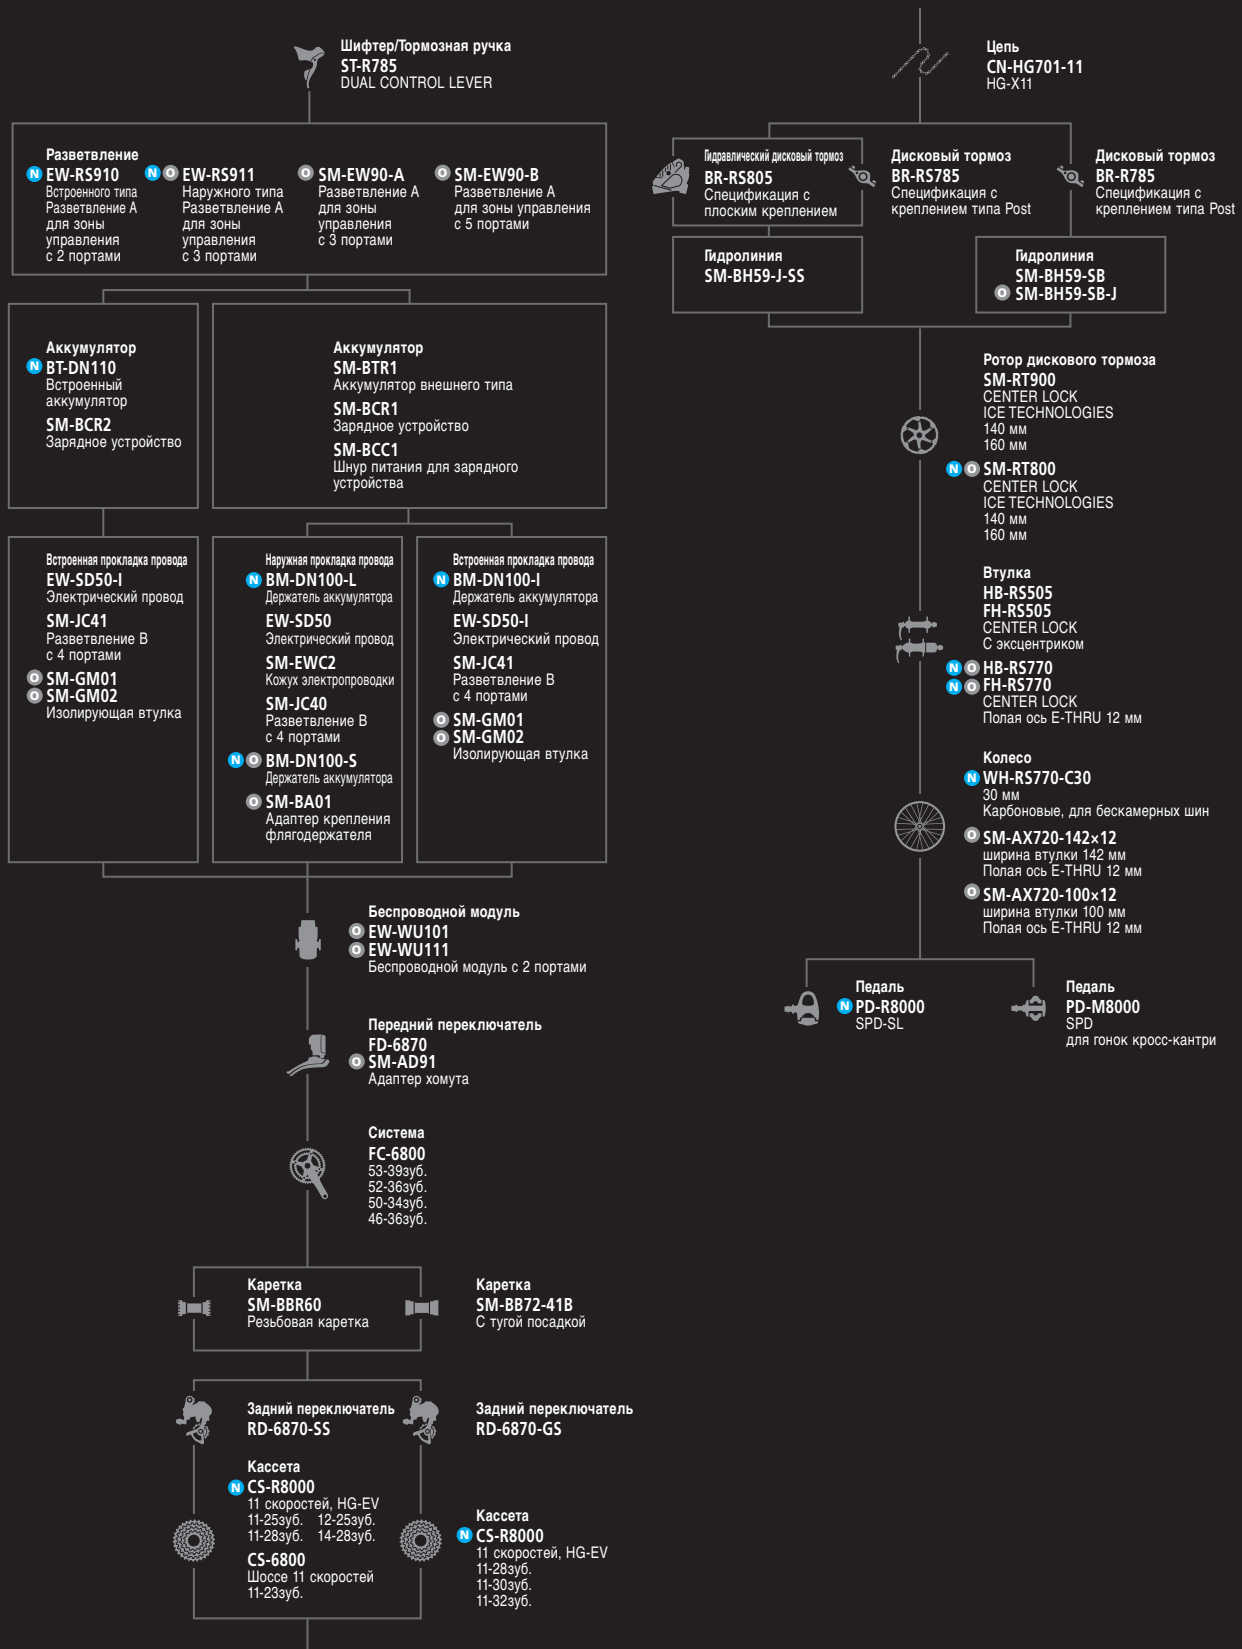 Шифтер/Тормозная ручка
ST-R785
DUAL CONTROL LEVER
Разветвление
N EW-RS910
Встроенного типа
Разветвление A
для зоны
управления
с 2 портами
N O EW-RS911
Наружного типа
Разветвление A
для зоны
управления
с 3 портами
O SM-EW90-A
Разветвление A
для зоны
управления
с 3 портами
O SM-EW90-B
Разветвление A
для зоны управления
с 5 портами
Аккумулятор
N BT-DN110
Встроенный
аккумулятор
SM-BCR2
Зарядное устройство
Аккумулятор
SM-BTR1
Аккумулятор внешнего типа
SM-BCR1
Зарядное устройство
SM-BCC1
Шнур питания для зарядного
устройства
Встроенная прокладка провода
EW-SD50-I
Электрический провод
SM-JC41
Разветвление B
с 4 портами
O SM-GM01
O SM-GM02
Изолирующая втулка
Наружная прокладка провода
N BM-DN100-L
Держатель аккумулятора
EW-SD50
Электрический провод
SM-EWC2
Кожух электропроводки
SM-JC40
Разветвление B
с 4 портами
N O BM-DN100-S
Держатель аккумулятора
O SM-BA01
Адаптер крепления
флягодержателя
Встроенная прокладка провода
N BM-DN100-I
Держатель аккумулятора
EW-SD50-I
Электрический провод
SM-JC41
Разветвление B
с 4 портами
O SM-GM01
O SM-GM02
Изолирующая втулка
Беспроводной модуль
O EW-WU101
O EW-WU111
Беспроводной модуль с 2 портами
Передний переключатель
FD-6870
O SM-AD91
Адаптер хомута
Система
FC-6800
53-39зуб.
52-36зуб.
50-34зуб.
46-36зуб.
Каретка
SM-BBR60
Резьбовая каретка
Каретка
SM-BB72-41B
С тугой посадкой
Задний переключатель
RD-6870-SS
Задний переключатель
RD-6870-GS
Кассета
N CS-R8000
11 скоростей, HG-EV
11-25зуб. 12-25зуб.
11-28зуб. 14-28зуб.
CS-6800
Шоссе 11 скоростей
11-23зуб.
Кассета
N CS-R8000
11 скоростей, HG-EV
11-28зуб.
11-30зуб.
11-32зуб.
Цепь
CN-HG701-11
HG-X11
Гидравлический дисковый тормоз
BR-RS805
Спецификация с
плоским креплением
Дисковый тормоз
BR-RS785
Спецификация с
креплением типа Post
Дисковый тормоз
BR-R785
Спецификация с
креплением типа Post
Гидролиния
SM-BH59-J-SS
Гидролиния
SM-BH59-SB
O SM-BH59-SB-J
Ротор дискового тормоза
SM-RT900
CENTER LOCK
ICE TECHNOLOGIES
140 мм
160 мм
N O SM-RT800
CENTER LOCK
ICE TECHNOLOGIES
140 мм
160 мм
Втулка
HB-RS505
FH-RS505
CENTER LOCK
С эксцентриком
N O HB-RS770
N O FH-RS770
CENTER LOCK
Полая ось E-THRU 12 мм
Колесо
N WH-RS770-C30
30 мм
Карбоновые, для бескамерных шин
O SM-AX720-142×12
ширина втулки 142 мм
Полая ось E-THRU 12 мм
O SM-AX720-100×12
ширина втулки 100 мм
Полая ось E-THRU 12 мм
Педаль
N PD-R8000
SPD-SL
Педаль
PD-M8000
SPD
для гонок кросс-кантри